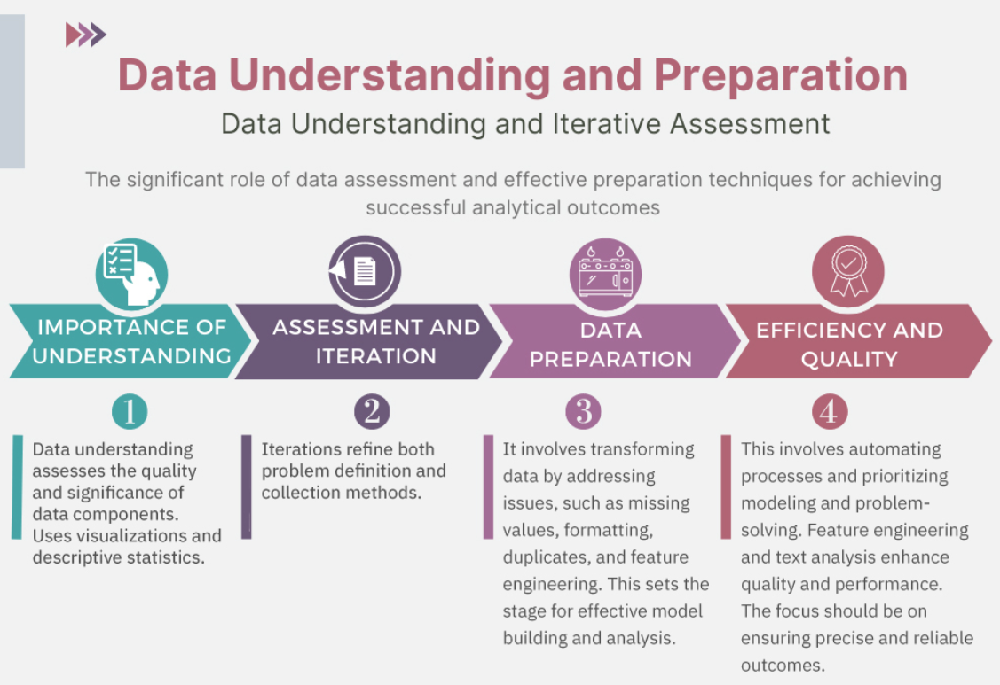 Data Understanding and Preparation
Data Understanding and Iterative Assessment
The significant role of data assessment and effective preparation techniques for achieving
successful analytical outcomes
IMPORTANCE OF
UNDERSTANDING
1
Data understanding
assesses the quality
and significance of
data components.
Uses visualizations and
descriptive statistics.
ASSESSMENT AND
ITERATION
2
Iterations refine both
problem definition and
collection methods.
DATA
PREPARATION
3
It involves transforming
data by addressing
issues, such as missing
values, formatting,
duplicates, and feature
engineering. This sets the
stage for effective model
building and analysis.
EFFICIENCY AND
QUALITY
4
This involves automating
processes and prioritizing
modeling and problem-
solving. Feature engineering
and text analysis enhance
quality and performance.
The focus should be on
ensuring precise and reliable
outcomes.